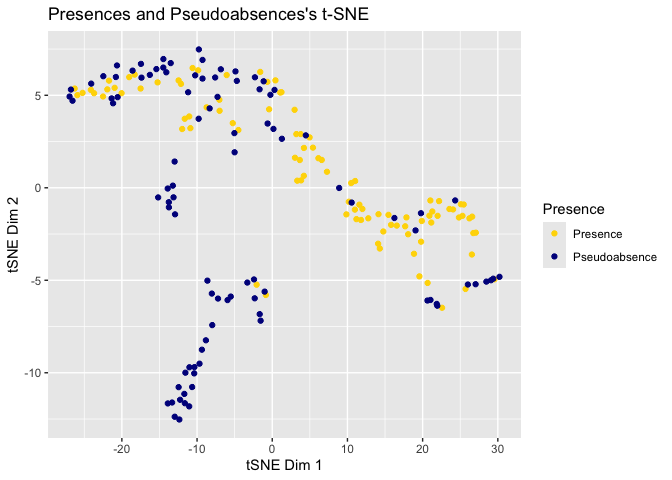 Presences and Pseudoabsences's t-SNE
tSNE Dim 2
5
0
-5
-10
-20
-10
0
10
20
30
tSNE Dim 1
Presence
Presence
Pseudoabsence